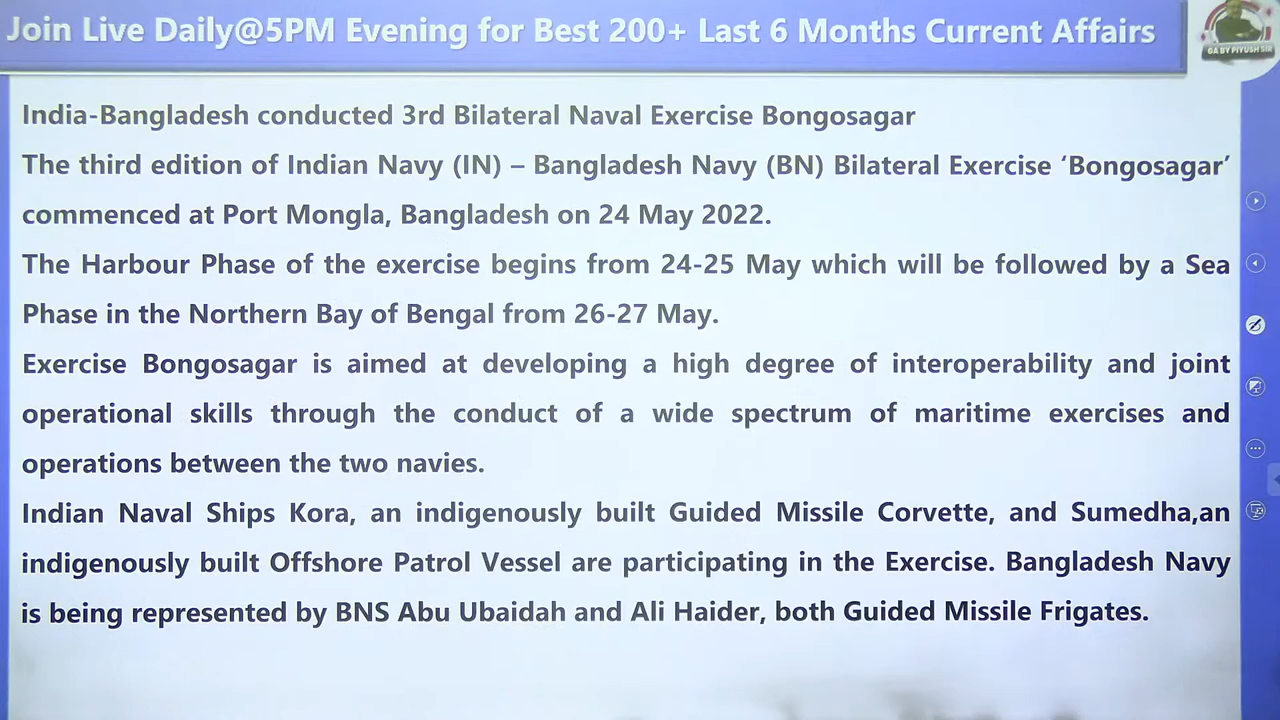 Join Live Daily@5PM Evening for Best 200+ Last 6 Months Current Affairs
GA BY PIYUSH SIR
India-Bangladesh conducted 3rd Bilateral Naval Exercise Bongosagar
The third edition of Indian Navy (IN) – Bangladesh Navy (BN) Bilateral Exercise ‘Bongosagar’
commenced at Port Mongla, Bangladesh on 24 May 2022.
The Harbour Phase of the exercise begins from 24-25 May which will be followed by a Sea
Phase in the Northern Bay of Bengal from 26-27 May.
Exercise Bongosagar is aimed at developing a high degree of interoperability and joint
operational skills through the conduct of a wide spectrum of maritime exercises and
operations between the two navies.
Indian Naval Ships Kora, an indigenously built Guided Missile Corvette, and Sumedha,an
indigenously built Offshore Patrol Vessel are participating in the Exercise. Bangladesh Navy
is being represented by BNS Abu Ubaidah and Ali Haider, both Guided Missile Frigates.